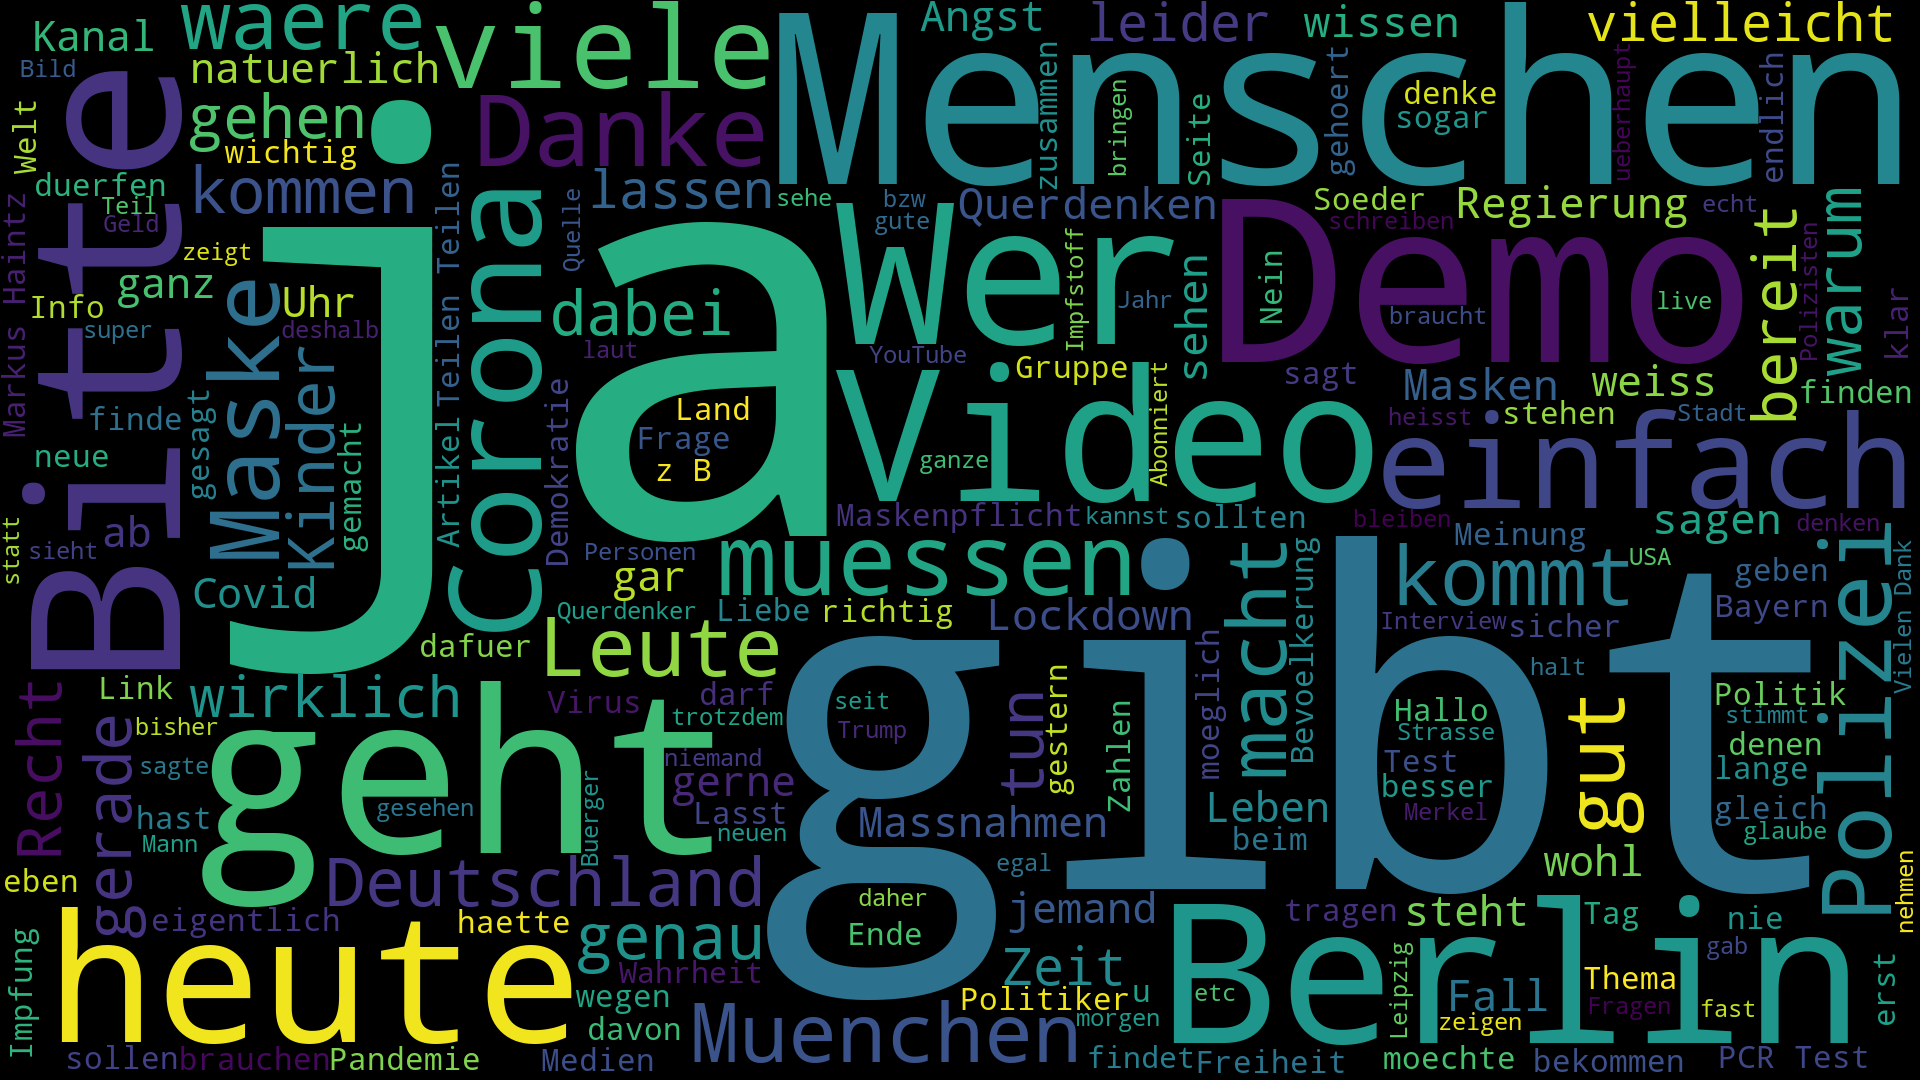 Kanal
waere
viele
Menschen
Angst
leider
wissen
vielleicht
Bild
natuerlich
Bitte
Welt
gehen
wichtig
Danke
zusammen
bringen
Seite
gehoert
denke
sogar
ueberhaupt
endlich
duerfen
Teil
Geld
kommen
Corona
lassen
sehe
bzw
gute
Querdenken
Soeder
schreiben
Regierung
echt
Markus Haintz
zeigt
ganz
Info
super
Maske
Uhr
deshalb
Artikel Teilen Teilen
Quelle
dabei
laut
ja
Wer
Impfstoff
Jahr
sehen
Nein
Demo
braucht
live
bereit
Polizisten
warum
klar
YouTube
Gruppe
sagt
Masken
weiss
finden
finde
gesagt
Kinder
gemacht
Demokratie
Land
Frage
z B
Video
ganze
Abonniert
heisst
stehen
Stadt
einfach
neue
statt
ab
sieht
Covid
Personen
Maskenpflicht
kannst
sollten
bleiben
Meinung
sagen
denken
muessen
gar
Querdenker
Liebe
richtig
Lockdown
macht
Bevoelkerung
kommt
USA
geben
Bayern
Polizei
Vielen Dank
Interview
sicher
dafuer
Leute
gibt
halt
Link
wirklich
Virus
darf
seit
tun
gestern
moeglich
Hallo
Strasse
gut
Politik
stimmt
Recht
gerade
bisher
geht
trotzdem
Trump
Zahlen
Test
denen
sagte
niemand
gerne
besser
lange
hast
gesehen
Buerger
Lasst
neuen
Massnahmen
Leben
Merkel
gleich
Mann
beim
glaube
eben
Deutschland
egal
wohl
nehmen
eigentlich
haette
daher
jemand
tragen
steht
Tag
nie
heute
genau
Ende
Berlin
gab
Impfung
Wahrheit
Zeit
Leipzig
Fall
Thema
erst
wegen
Politiker
u
etc
Fragen
fast
davon
Muenchen
morgen
zeigen
sollen
brauchen
Pandemie
Medien
findet
Freiheit
moechte
bekommen
PCR Test